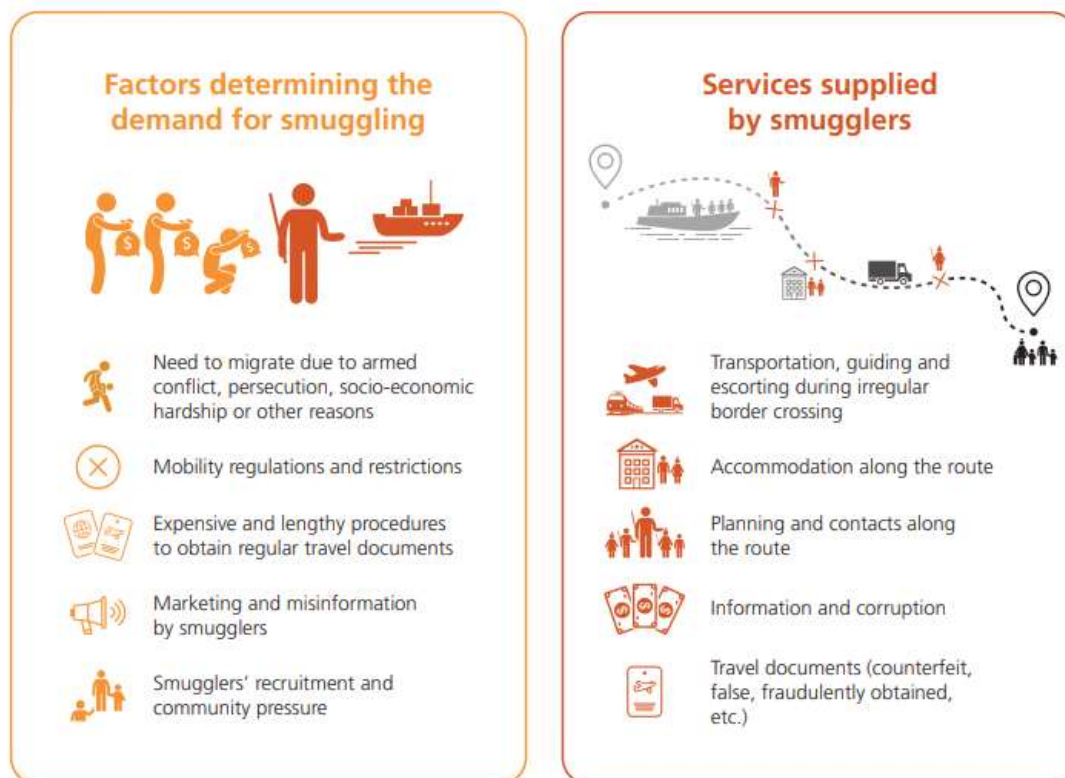 Factors determining the
demand for smuggling
Need to migrate due to armed
conflict, persecution, socio-economic
hardship or other reasons
Mobility regulations and restrictions
Expensive and lengthy procedures
to obtain regular travel documents
Marketing and misinformation
by smugglers
Smugglers’ recruitment and
community pressure
Services supplied
by smugglers
Transportation, guiding and
escorting during irregular
border crossing
Accommodation along the route
Planning and contacts along
the route
Information and corruption
Travel documents (counterfeit,
false, fraudulently obtained,
etc.)